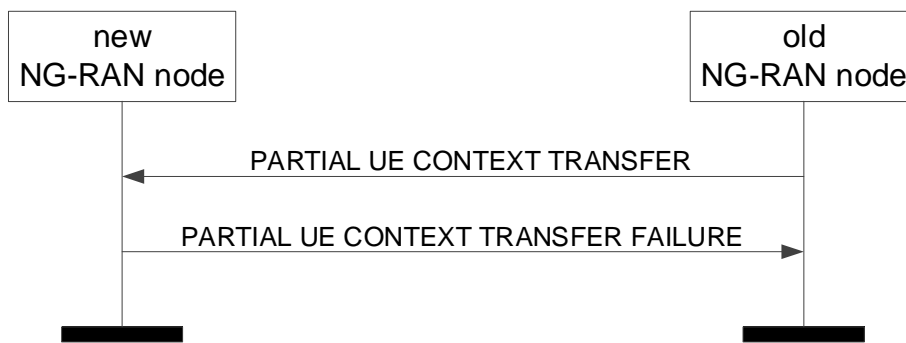 new
NG-RAN node
old
NG-RAN node
PARTIAL UE CONTEXT TRANSFER
PARTIAL UE CONTEXT TRANSFER FAILURE